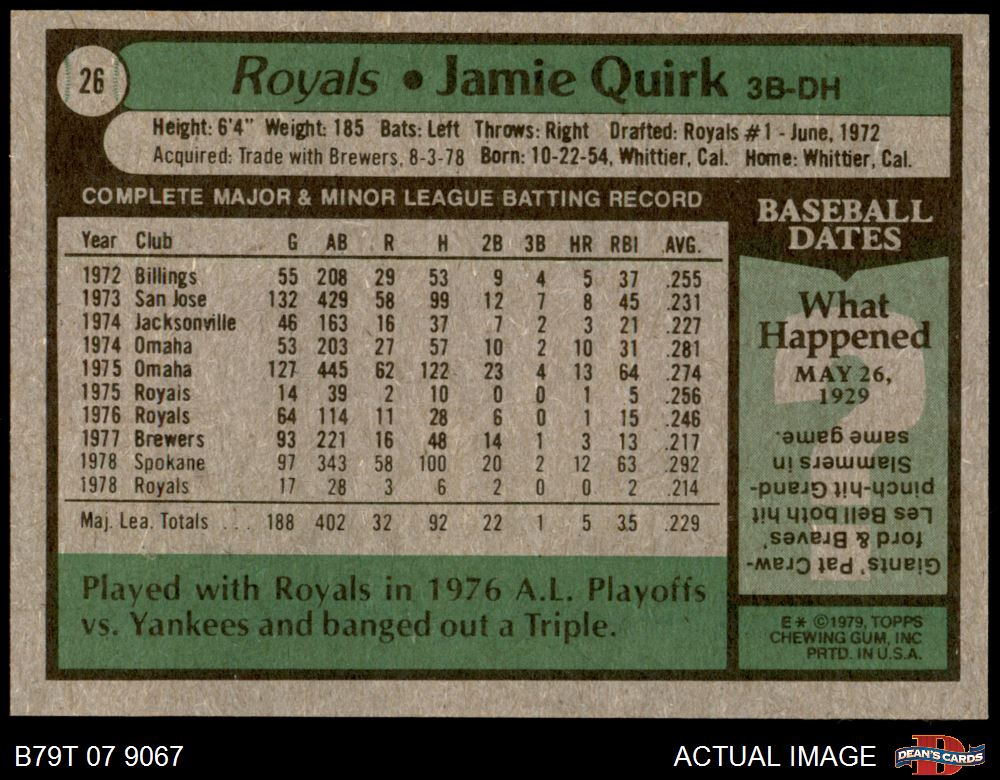 26
Royals • Jamie Quirk 3B-DH
Height: 6'4" Weight: 185 Bats: Left Throws: Right Drafted: Royals #1 - June, 1972
Acquired: Trade with Brewers, 8-3-78 Born: 10-22-54, Whittier, Cal. Home: Whittier, Cal.
COMPLETE MAJOR & MINOR LEAGUE BATTING RECORD
Year Club G AB R H 2B 3B HR RBI AVG.
1972 Billings 55 208 29 53 9 4 5 37 .255
1973 San Jose 132 429 58 99 12 7 8 45 .231
1974 Jacksonville 46 163 16 37 7 2 3 21 .227
1974 Omaha 53 203 27 57 10 2 10 31 .281
1975 Omaha 127 445 62 122 23 4 13 64 .274
1975 Royals 14 39 2 10 0 0 1 5 .256
1976 Royals 64 114 11 28 6 0 1 15 .246
1977 Brewers 93 221 16 48 14 1 3 13 .217
1978 Spokane 97 343 58 100 20 2 12 63 .292
1978 Royals 17 28 3 6 2 0 0 2 .214
Maj. Lea. Totals ... 188 402 32 92 22 1 5 35 .229
Played with Royals in 1976 A.L. Playoffs
vs. Yankees and banged out a Triple.
BASEBALL
DATES
What
Happened
MAY 26,
1929
?
Giants' Pat Craw-
ford & Braves'
Les Bell both hit
pinch-hit Grand-
Slammers in
same game.
E* ©1979, TOPPS
CHEWING GUM, INC
PRTD. IN U.S.A.
B79T 07 9067
ACTUAL IMAGE
D
DEAN'S CARDS